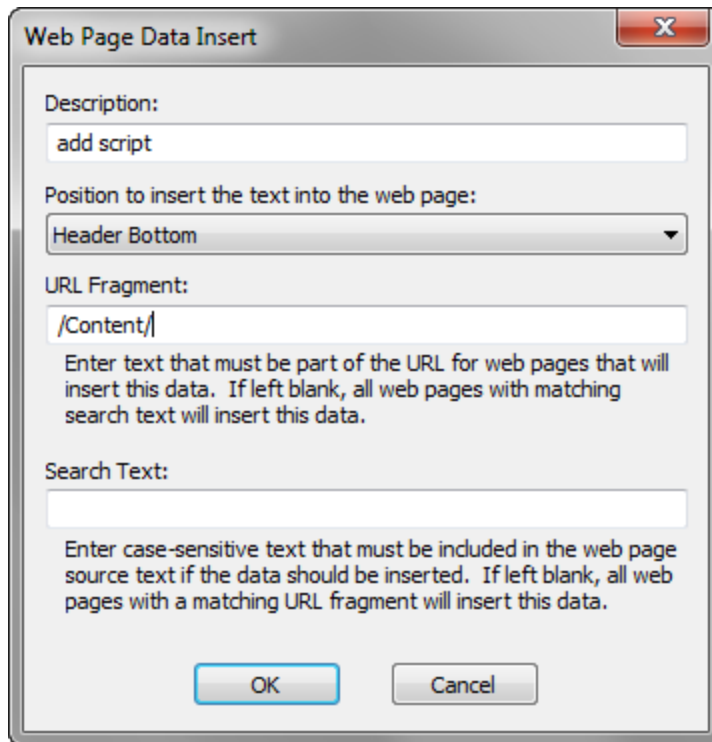 Web Page Data Insert
Description:
add script
Position to insert the text into the web page:
Header Bottom
URL Fragment:
/Content/
Enter text that must be part of the URL for web pages that will
insert this data.  If left blank, all web pages with matching
search text will insert this data.
Search Text:
Enter case-sensitive text that must be included in the web page
source text if the data should be inserted.  If left blank, all web
pages with a matching URL fragment will insert this data.
OK Cancel